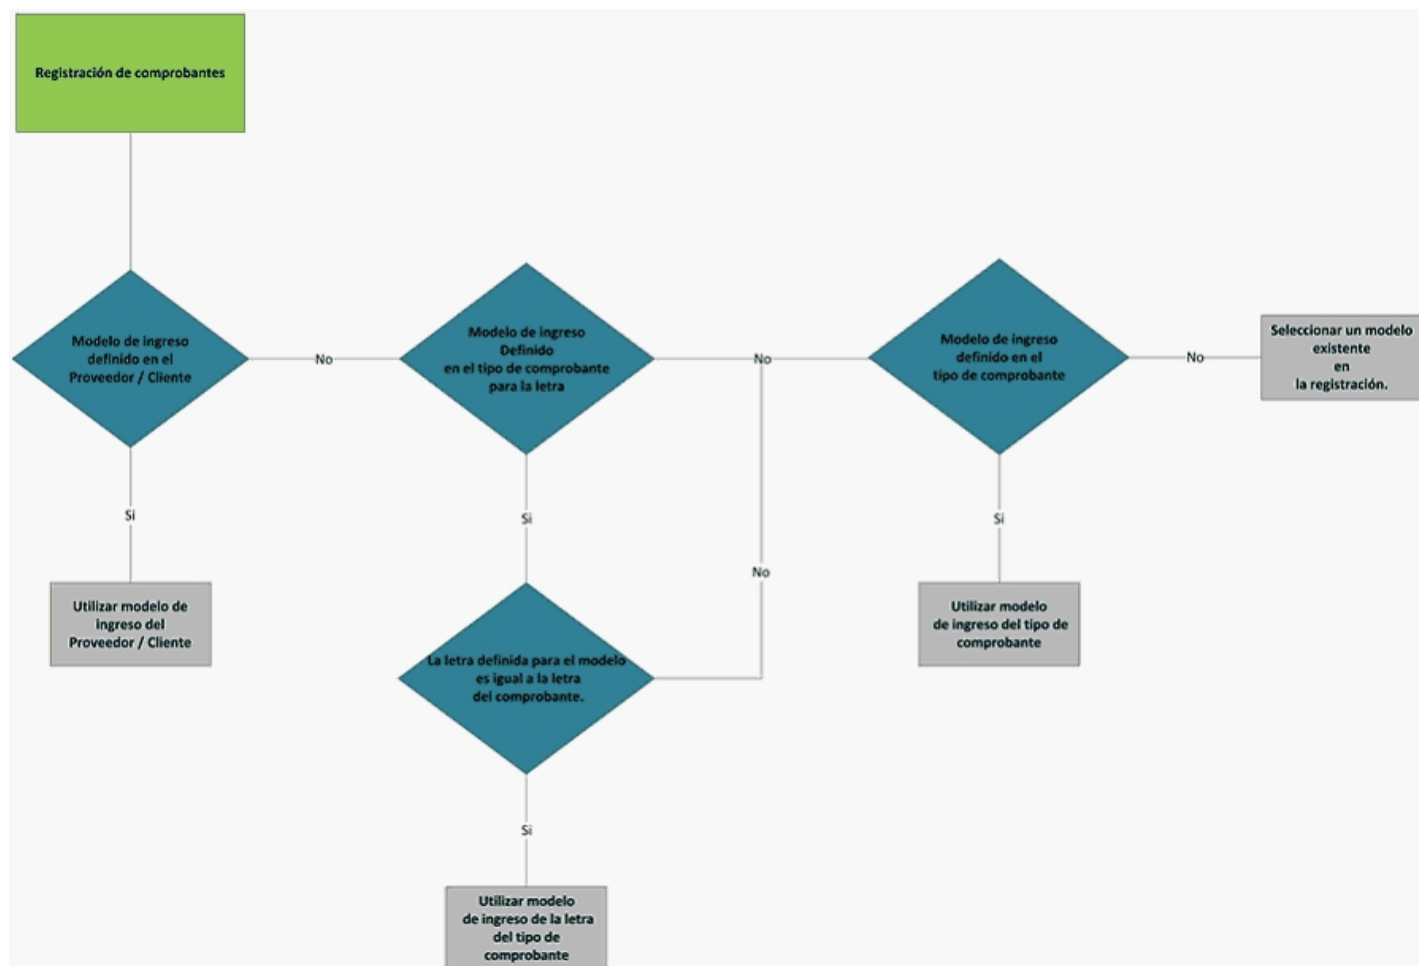 Registración de comprobantes
Modelo de ingreso
definido en el
Proveedor / Cliente
No
Modelo de ingreso
Definido
en el tipo de comprobante
para la letra
No
Modelo de ingreso
definido en el
tipo de comprobante
No
Seleccionar un modelo
existente
en
la registración.
Si
Si
Si
No
Utilizar modelo de
ingreso del
Proveedor / Cliente
La letra definida para el modelo
es igual a la letra
del comprobante.
Utilizar modelo
de ingreso del tipo de
comprobante
Si
Utilizar modelo
de ingreso de la letra
del tipo de
comprobante